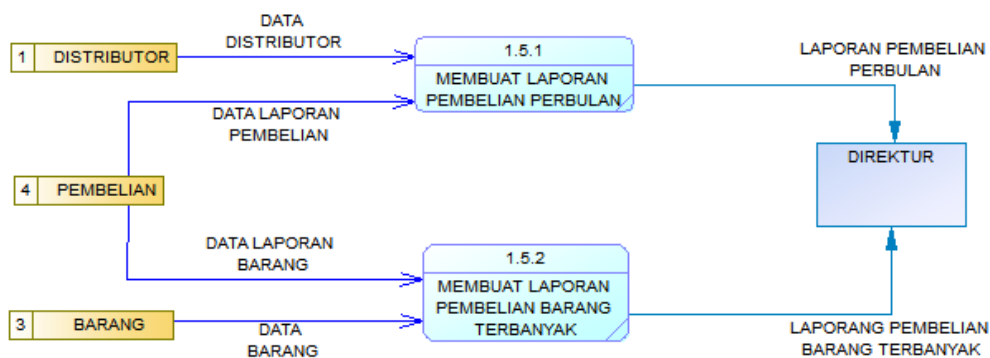 DATA
DISTRIBUTOR
1 DISTRIBUTOR
1.5.1
MEMBUAT LAPORAN
PEMBELIAN PERBULAN
LAPORAN PEMBELIAN
PERBULAN
DATA LAPORAN
PEMBELIAN
DIREKTUR
4 PEMBELIAN
DATA LAPORAN
BARANG
1.5.2
MEMBUAT LAPORAN
PEMBELIAN BARANG
TERBANYAK
3 BARANG
DATA
BARANG
LAPORANG PEMBELIAN
BARANG TERBANYAK